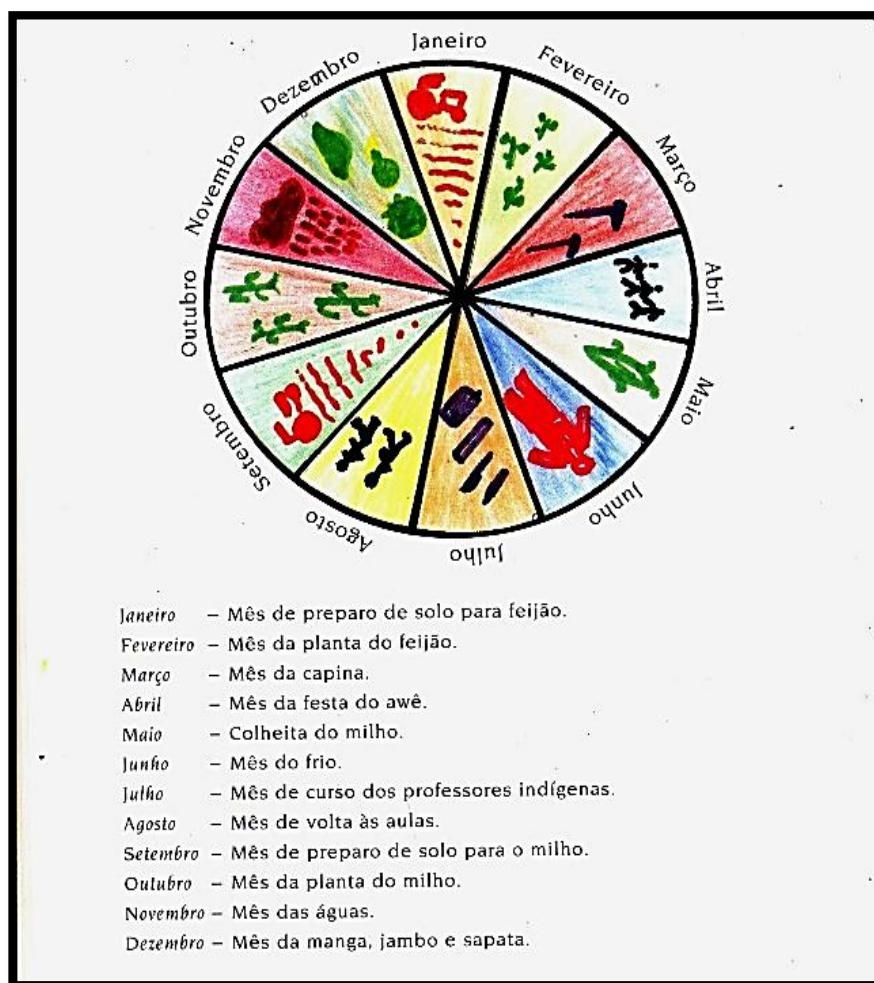 Janeiro
Fevereiro
Março
Abril
Maio
Junho
Julho
Agosto
Setembro
Outubro
Novembro
Dezembro
Janeiro – Mês de preparo de solo para feijão.
Fevereiro – Mês da planta do feijão.
Março – Mês da capina.
Abril – Mês da festa do awê.
Maio – Colheita do milho.
Junho – Mês do frio.
Julho – Mês de curso dos professores indígenas.
Agosto – Mês de volta às aulas.
Setembro – Mês de preparo de solo para o milho.
Outubro – Mês da planta do milho.
Novembro – Mês das águas.
Dezembro – Mês da manga, jambo e sapata.